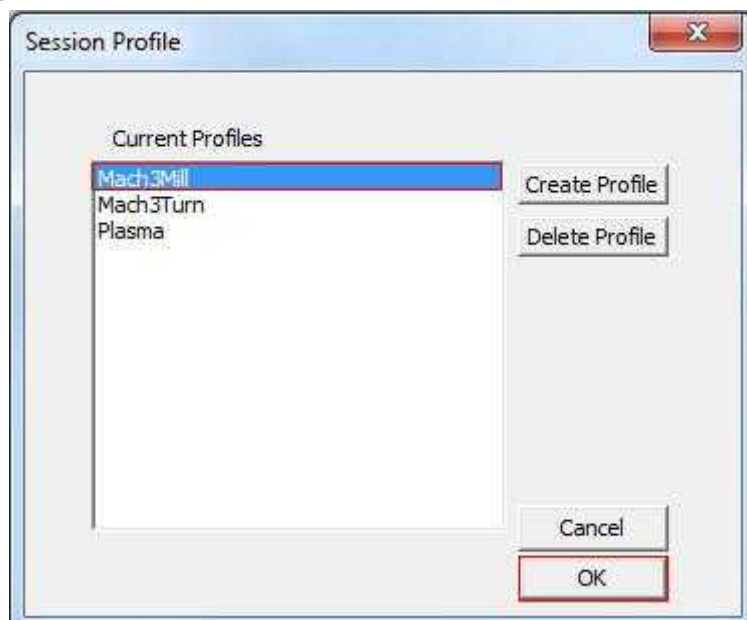 Session Profile
Current Profiles
Mach3Mill
Mach3Turn
Plasma
Create Profile
Delete Profile
Cancel
OK